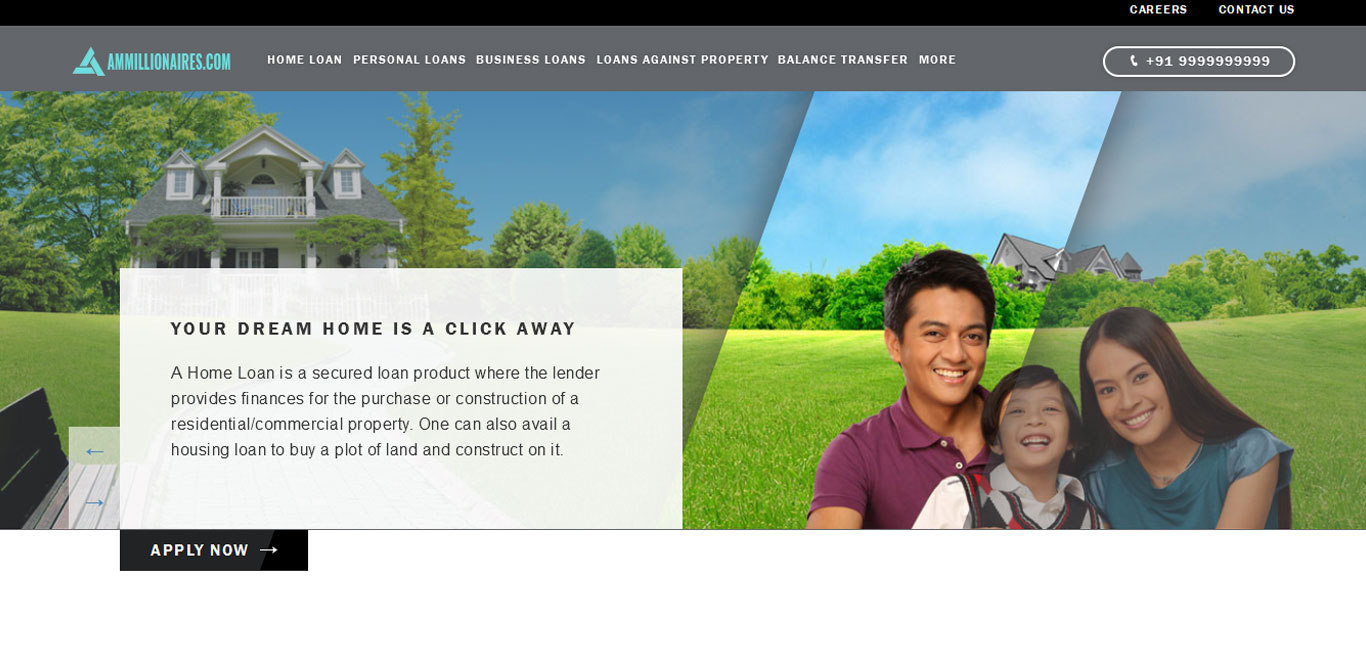 CAREERS CONTACT US
AMMILLIONAIRES.COM HOME LOAN PERSONAL LOANS BUSINESS LOANS LOANS AGAINST PROPERTY BALANCE TRANSFER MORE +91 9999999999
YOUR DREAM HOME IS A CLICK AWAY
A Home Loan is a secured loan product where the lender
provides finances for the purchase or construction of a
residential/commercial property. One can also avail a
housing loan to buy a plot of land and construct on it.
APPLY NOW